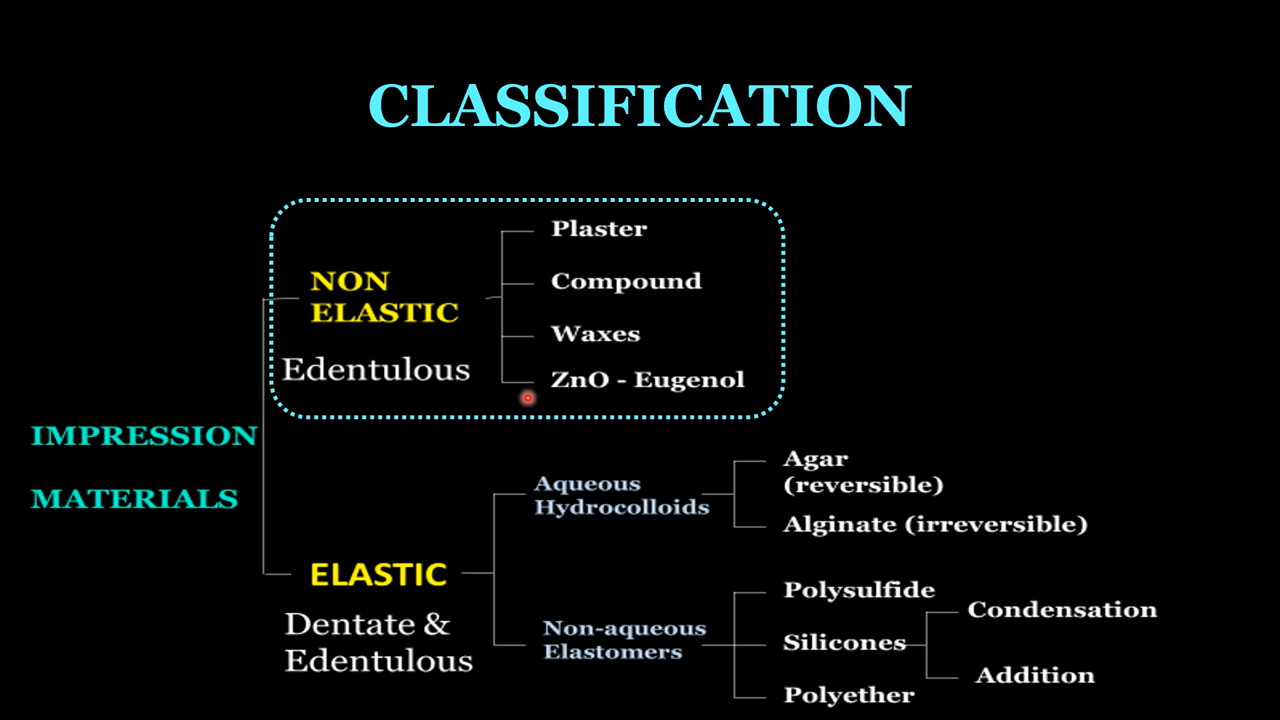 CLASSIFICATION
NON
ELASTIC
Edentulous
Plaster
Compound
Waxes
ZnO - Eugenol
IMPRESSION
MATERIALS
ELASTIC
Dentate &
Edentulous
Aqueous
Hydrocolloids
Agar
(reversible)
Alginate (irreversible)
Non-aqueous
Elastomers
Polysulfide
Silicones
Polyether
Condensation
Addition